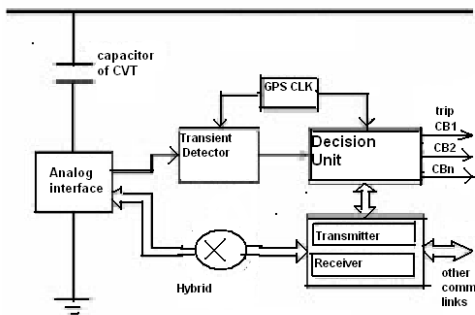 capacitor
of CVT
GPS CLK
trip
CB1
CB2
CBn
Transient
Detector
Decision
Unit
Analog
interface
Transmitter
Receiver
Hybrid
other
comm
links